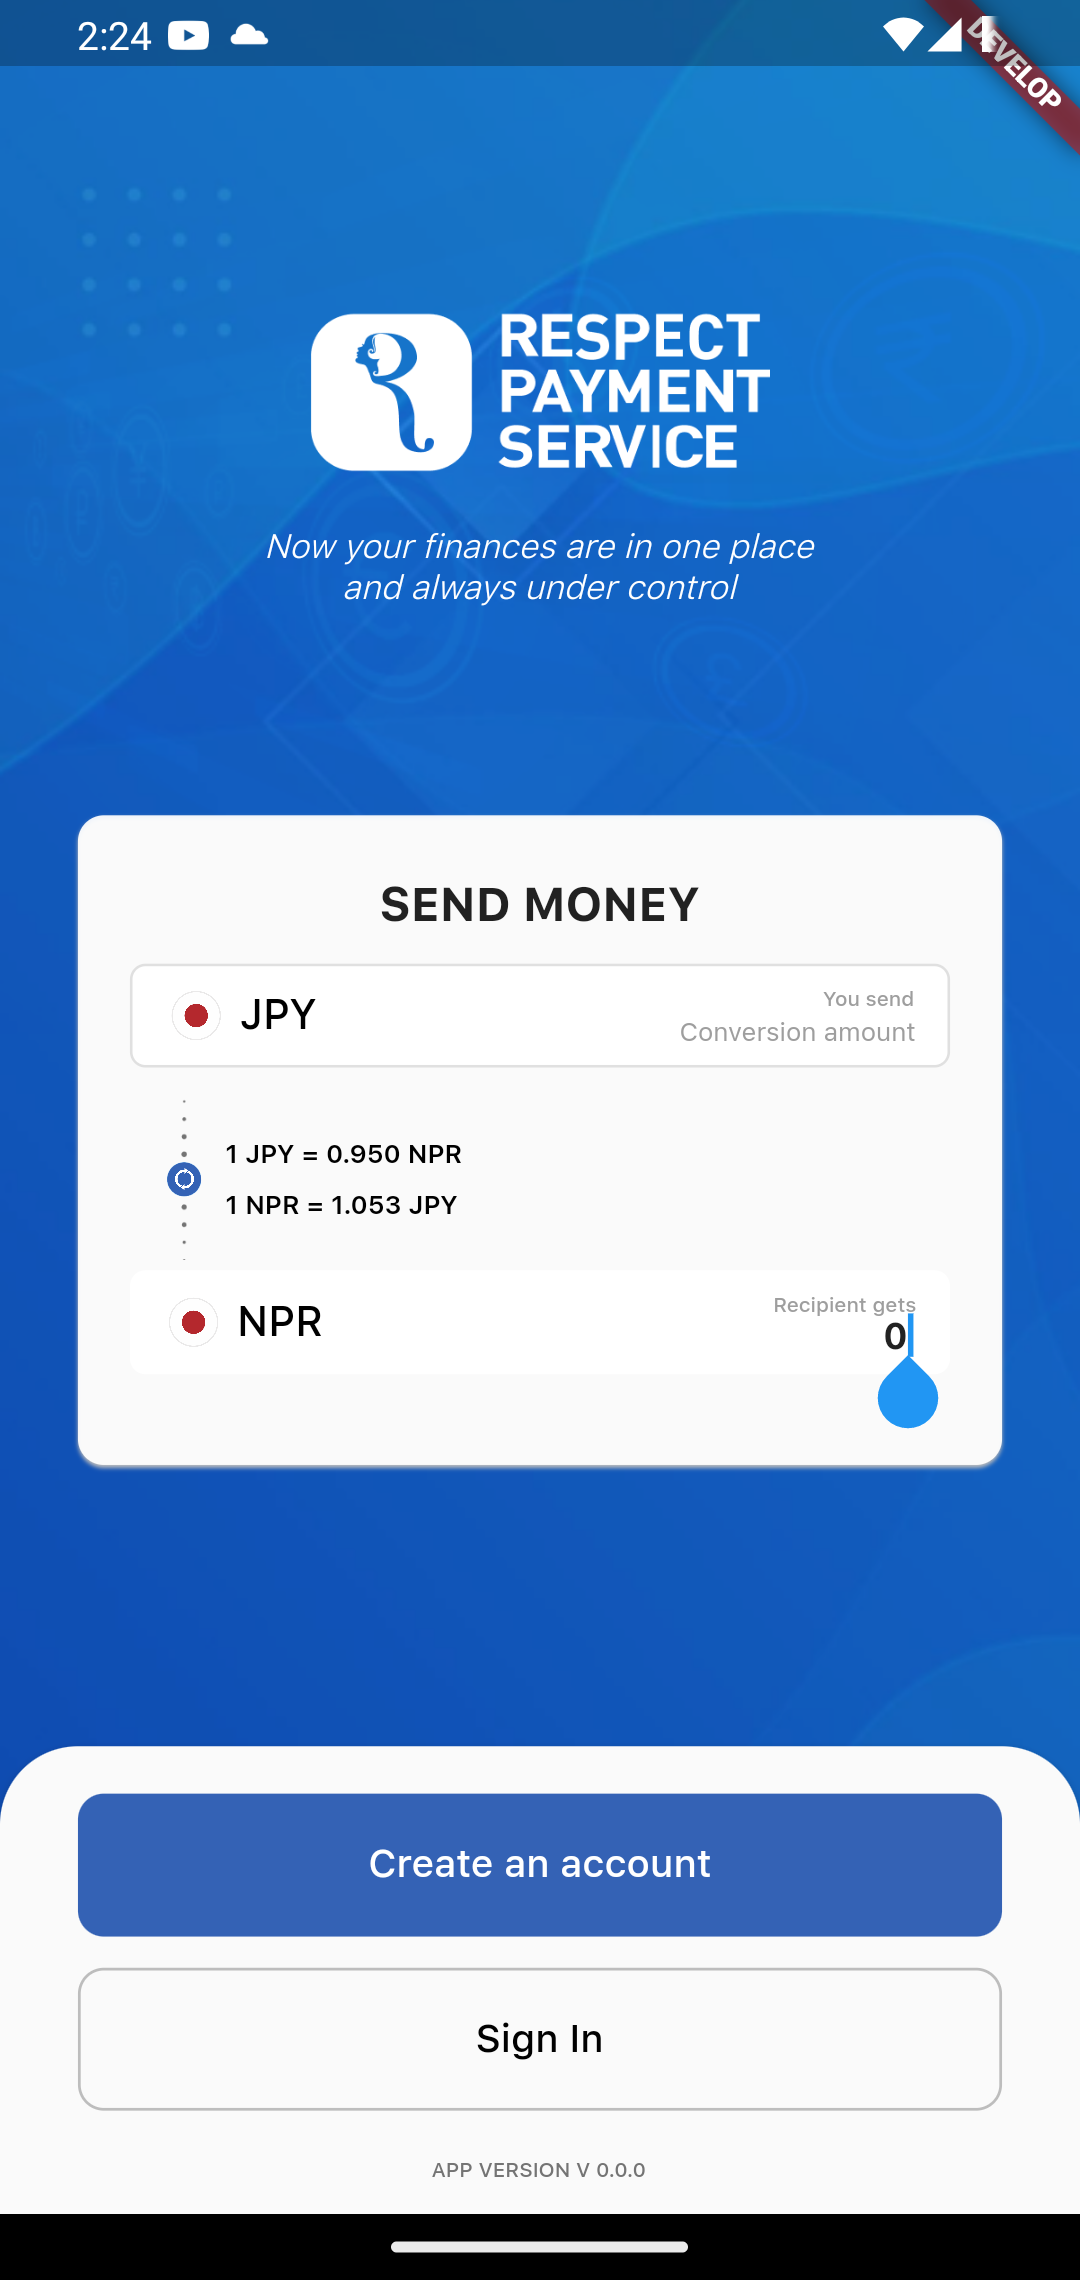 2:24
DEVELOP
RESPECT
PAYMENT
SERVICE
Now your finances are in one place
and always under control
SEND MONEY
JPY
You send
Conversion amount
1 JPY = 0.950 NPR
1 NPR = 1.053 JPY
NPR
Recipient gets
0
Create an account
Sign In
APP VERSION V 0.0.0